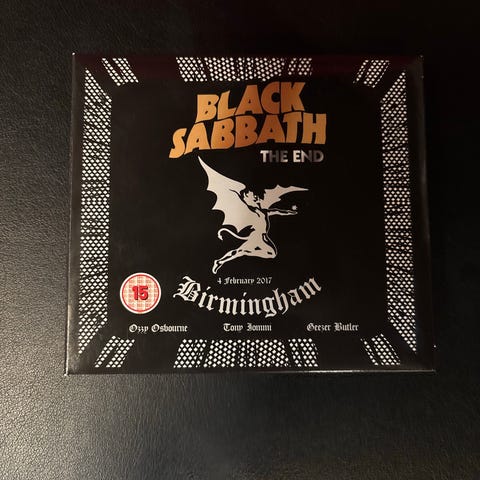 BLACK
SABBATH
THE END
4 February 2017
Birmingham
15
Ozzy Osbourne Tony Iommi Geezer Butler